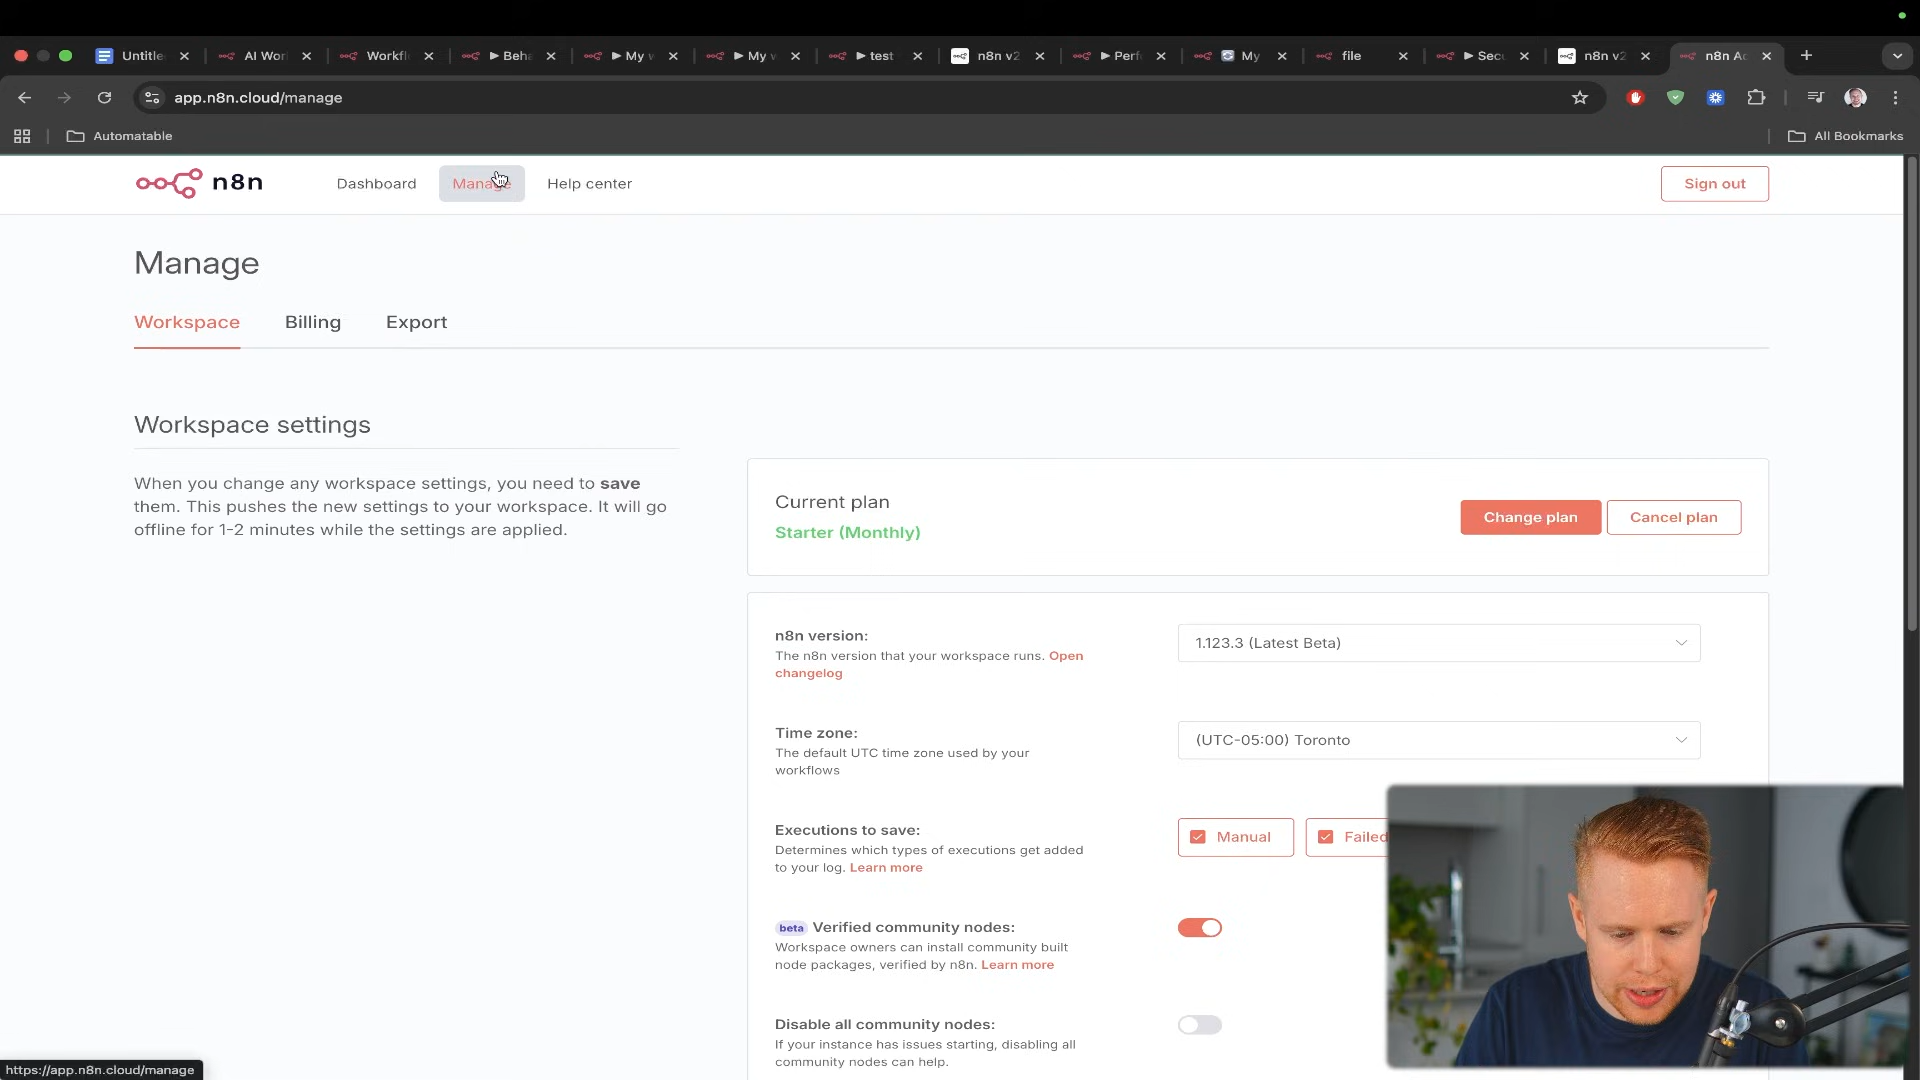 Untitle
AI Wor
Workfl
Beha
My w
My w
test
n8n v2
Perf
My
file
Secu
n8n v2
n8n Ac
app.n8n.cloud/manage
Automatable
All Bookmarks
n8n
Dashboard
Manage
Help center
Sign out
Manage
Workspace
Billing
Export
Workspace settings
When you change any workspace settings, you need to save
them. This pushes the new settings to your workspace. It will go
offline for 1-2 minutes while the settings are applied.
Current plan
Starter (Monthly)
Change plan
Cancel plan
n8n version:
The n8n version that your workspace runs. Open
changelog
1.123.3 (Latest Beta)
Time zone:
The default UTC time zone used by your
workflows
(UTC-05:00) Toronto
Executions to save:
Determines which types of executions get added
to your log. Learn more
Manual
Failed
beta Verified community nodes:
Workspace owners can install community built
node packages, verified by n8n. Learn more
Disable all community nodes:
If your instance has issues starting, disabling all
community nodes can help.
https://app.n8n.cloud/manage